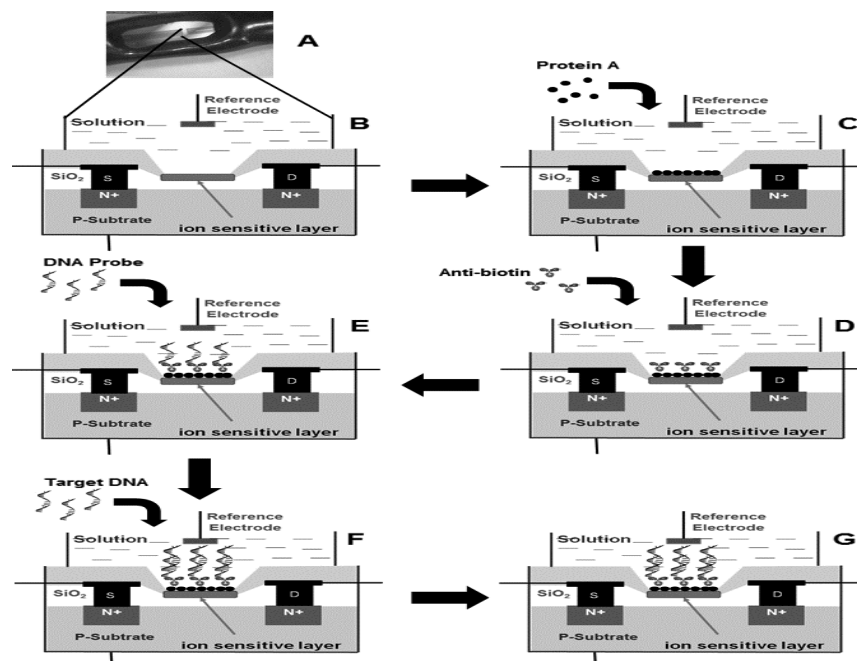 A
Reference
Electrode
Solution
B
SiO₂
S
D
N+
N+
P-Subtrate
ion sensitive layer
Protein A
Reference
Electrode
Solution
C
SiO₂
S
D
N+
N+
P-Subtrate
ion sensitive layer
Anti-biotin
Reference
Electrode
Solution
D
SiO₂
S
D
N+
N+
P-Subtrate
ion sensitive layer
DNA Probe
Reference
Electrode
Solution
E
SiO₂
S
D
N+
N+
P-Subtrate
ion sensitive layer
Target DNA
Reference
Electrode
Solution
F
SiO₂
S
D
N+
N+
P-Subtrate
ion sensitive layer
Reference
Electrode
Solution
G
SiO₂
S
D
N+
N+
P-Subtrate
ion sensitive layer